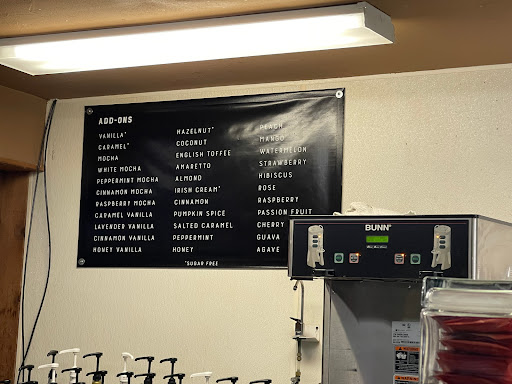 ADD-ONS
VANILLA*
CARAMEL*
MOCHA
WHITE MOCHA
PEPPERMINT MOCHA
CINNAMON MOCHA
RASPBERRY MOCHA
CARAMEL VANILLA
LAVENDER VANILLA
CINNAMON VANILLA
HONEY VANILLA
HAZELNUT*
COCONUT
ENGLISH TOFFEE
AMARETTO
ALMOND
IRISH CREAM*
CINNAMON
PUMPKIN SPICE
SALTED CARAMEL
PEPPERMINT
HONEY
PEACH
MANGO
WATERMELON
STRAWBERRY
HIBISCUS
ROSE
RASPBERRY
PASSION FRUIT
CHERRY
GUAVA
AGAVE
*SUGAR FREE
BUNN